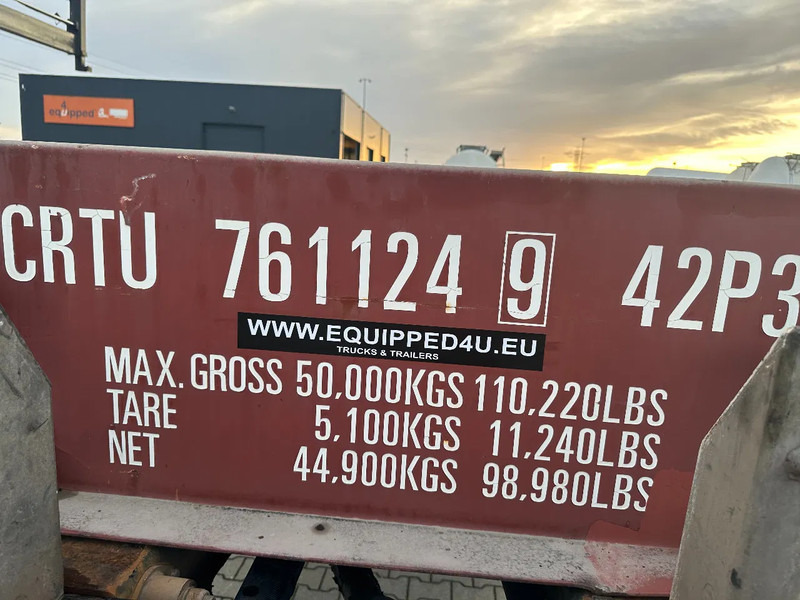 4
equipped
CRTU 761124 9 42P3
WWW.EQUIPPED4U.EU
TRUCKS & TRAILERS
MAX. GROSS 50,000KGS 110,220LBS
TARE 5,100KGS 11,240LBS
NET 44,900KGS 98,980LBS